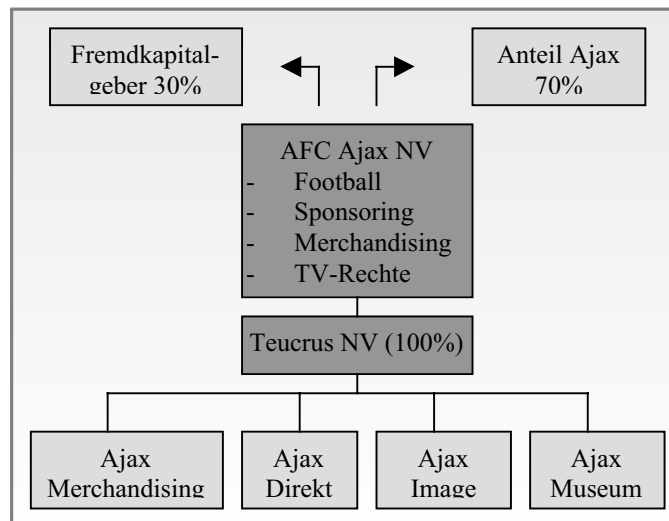 Fremdkapital-
geber 30%
Anteil Ajax
70%
AFC Ajax NV
- Football
- Sponsoring
- Merchandising
- TV-Rechte
Teucrus NV (100%)
Ajax
Merchandising
Ajax
Direkt
Ajax
Image
Ajax
Museum